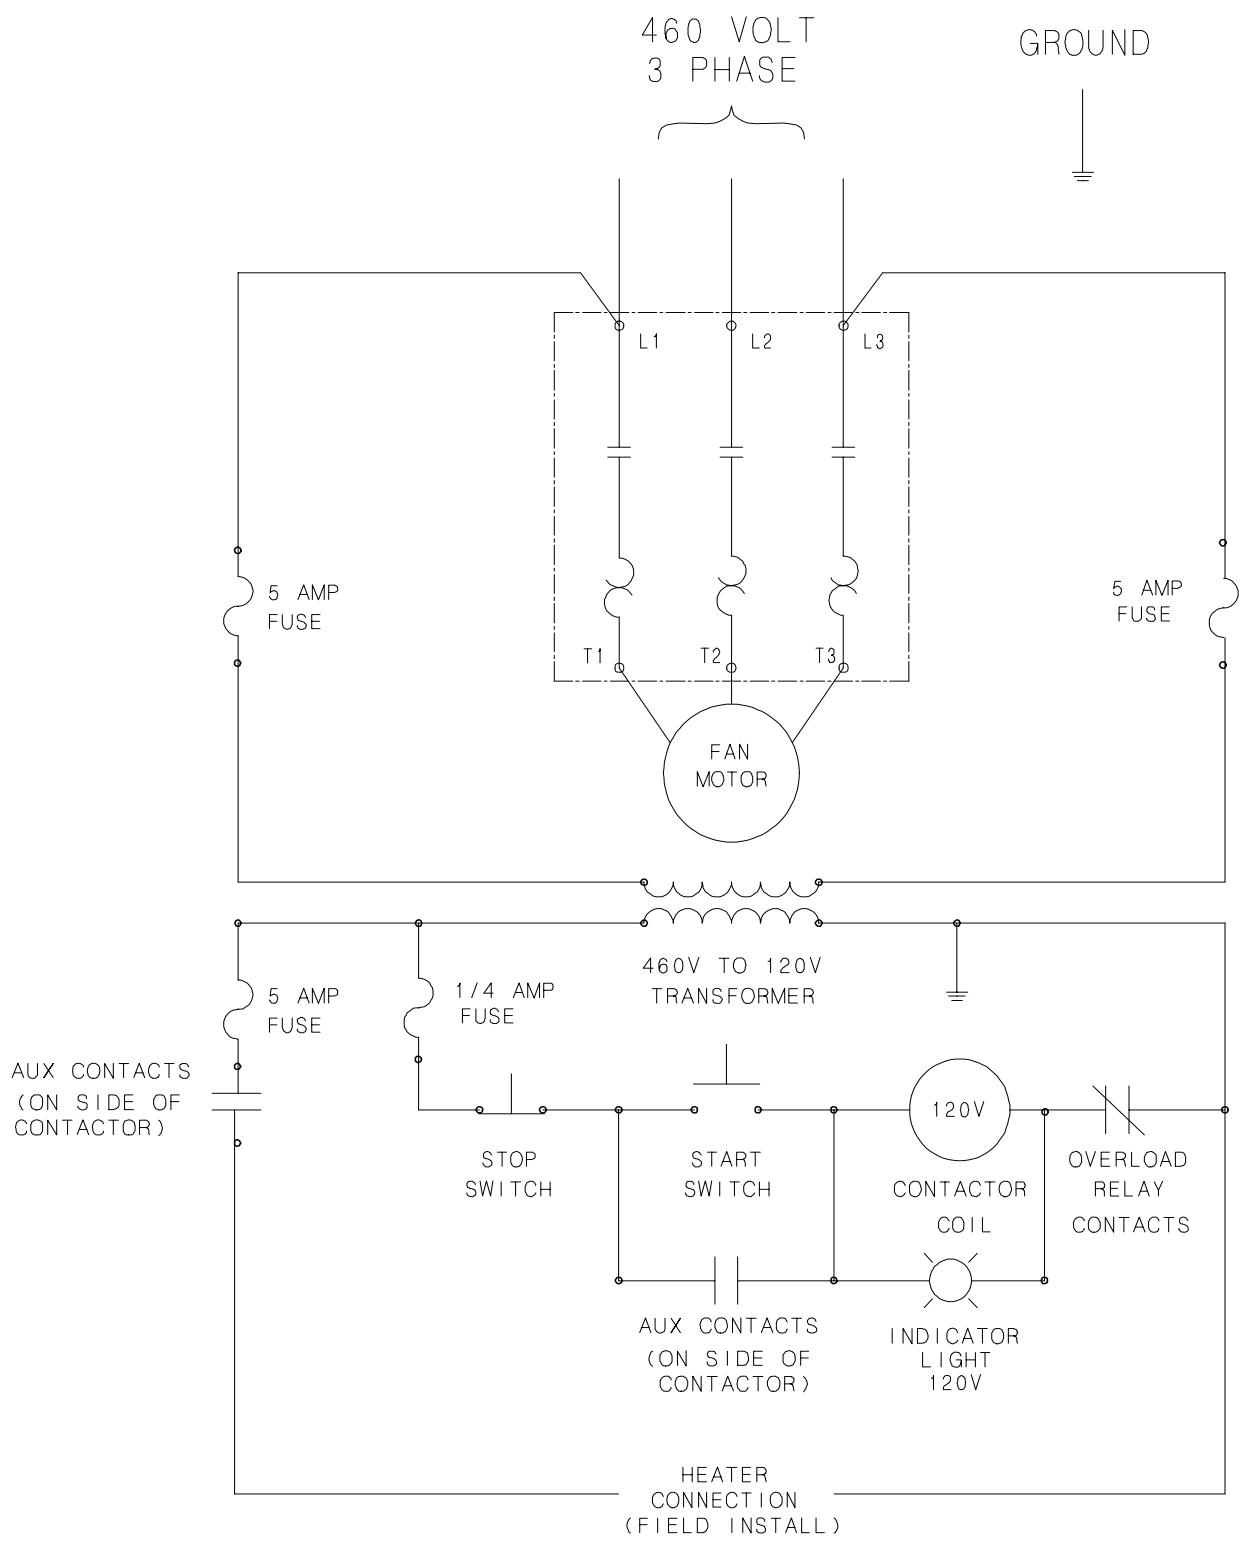 460 VOLT
3 PHASE
GROUND
L1
L2
L3
5 AMP
FUSE
5 AMP
FUSE
T1
T2
T3
FAN
MOTOR
460V TO 120V
TRANSFORMER
5 AMP
FUSE
1/4 AMP
FUSE
AUX CONTACTS
(ON SIDE OF
CONTACTOR)
STOP
SWITCH
START
SWITCH
120V
CONTACTOR
COIL
OVERLOAD
RELAY
CONTACTS
AUX CONTACTS
(ON SIDE OF
CONTACTOR)
INDICATOR
LIGHT
120V
HEATER
CONNECTION
(FIELD INSTALL)